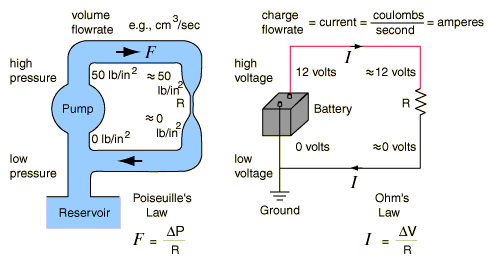 volume
flowrate
e.g., cm3/sec
F
high
pressure
50 lb/in2
≈ 50
lb/in2
R
Pump
≈ 0
lb/in2
0 lb/in2
low
pressure
Reservoir
Poiseuille's
Law
F = ΔP
R
charge
flowrate
= current = coulombs
second
= amperes
I
high
voltage
12 volts
≈12 volts
Battery
R
0 volts
≈0 volts
low
voltage
I
Ground
Ohm's
Law
I = ΔV
R